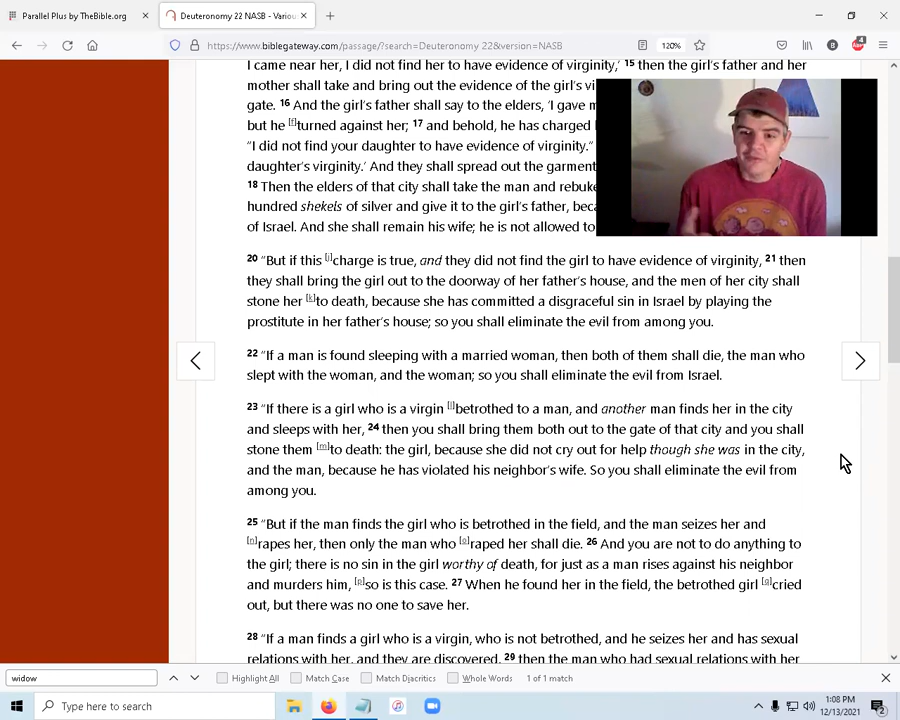 Parallel Plus by TheBible.org
Deuteronomy 22 NASB - Variou
https://www.biblegateway.com/passage/?search=Deuteronomy 22&version=NASB
120%
B
4
I came near her, I did not find her to have evidence of virginity,' 15 then the girl's father and her
mother shall take and bring out the evidence of the girl's vi
gate. 16 And the girl's father shall say to the elders, 'I gave m
but he [f]turned against her; 17 and behold, he has charged
"I did not find your daughter to have evidence of virginity."
daughter's virginity.' And they shall spread out the garment
18 Then the elders of that city shall take the man and rebuke
hundred shekels of silver and give it to the girl's father, beca
of Israel. And she shall remain his wife; he is not allowed to
20 "But if this [j]charge is true, and they did not find the girl to have evidence of virginity, 21 then
they shall bring the girl out to the doorway of her father's house, and the men of her city shall
stone her [k]to death, because she has committed a disgraceful sin in Israel by playing the
prostitute in her father's house; so you shall eliminate the evil from among you.
22 "If a man is found sleeping with a married woman, then both of them shall die, the man who
slept with the woman, and the woman; so you shall eliminate the evil from Israel.
23 "If there is a girl who is a virgin [l]betrothed to a man, and another man finds her in the city
and sleeps with her, 24 then you shall bring them both out to the gate of that city and you shall
stone them [m]to death: the girl, because she did not cry out for help though she was in the city,
and the man, because he has violated his neighbor's wife. So you shall eliminate the evil from
among you.
25 "But if the man finds the girl who is betrothed in the field, and the man seizes her and
[n]rapes her, then only the man who [o]raped her shall die. 26 And you are not to do anything to
the girl; there is no sin in the girl worthy of death, for just as a man rises against his neighbor
and murders him, [p]so is this case. 27 When he found her in the field, the betrothed girl [q]cried
out, but there was no one to save her.
28 "If a man finds a girl who is a virgin, who is not betrothed, and he seizes her and has sexual
relations with her, and they are discovered, 29 then the man who had sexual relations with her
widow
Highlight All
Match Case
Match Diacritics
Whole Words
1 of 1 match
Type here to search
1:08 PM
12/13/2021
2